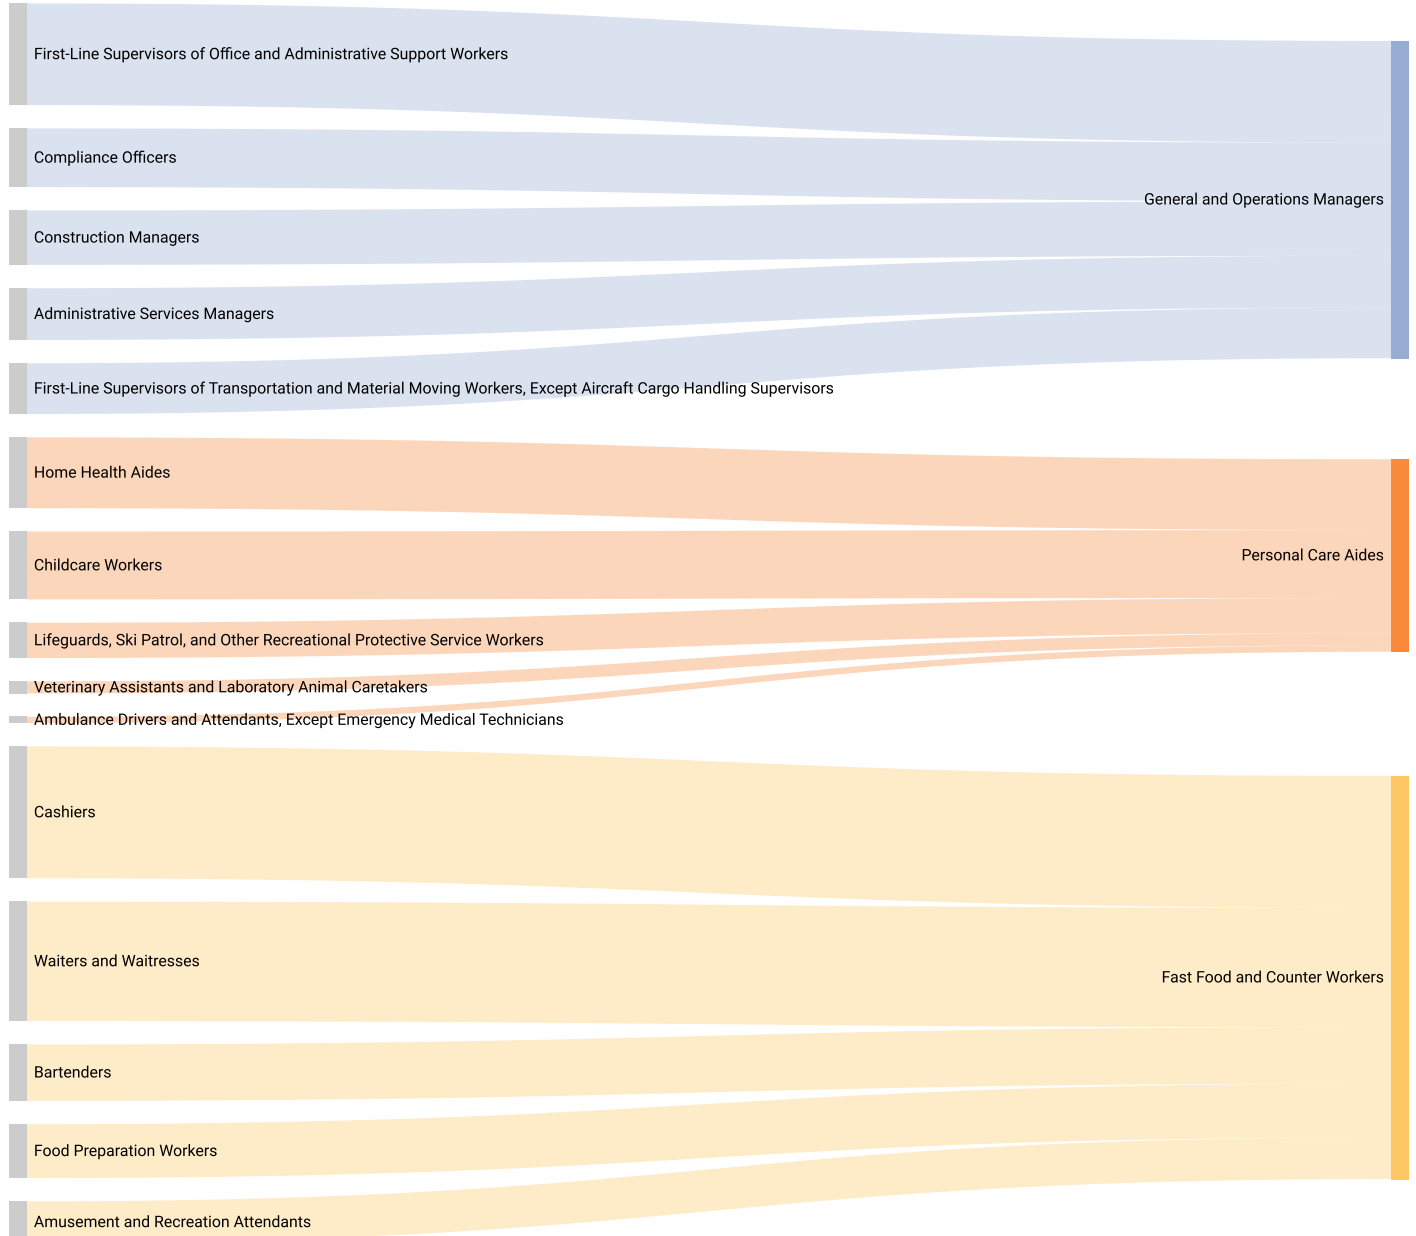 First-Line Supervisors of Office and Administrative Support Workers
Compliance Officers
General and Operations Managers
Construction Managers
Administrative Services Managers
First-Line Supervisors of Transportation and Material Moving Workers, Except Aircraft Cargo Handling Supervisors
Home Health Aides
Personal Care Aides
Childcare Workers
Lifeguards, Ski Patrol, and Other Recreational Protective Service Workers
Veterinary Assistants and Laboratory Animal Caretakers
Ambulance Drivers and Attendants, Except Emergency Medical Technicians
Cashiers
Waiters and Waitresses
Fast Food and Counter Workers
Bartenders
Food Preparation Workers
Amusement and Recreation Attendants